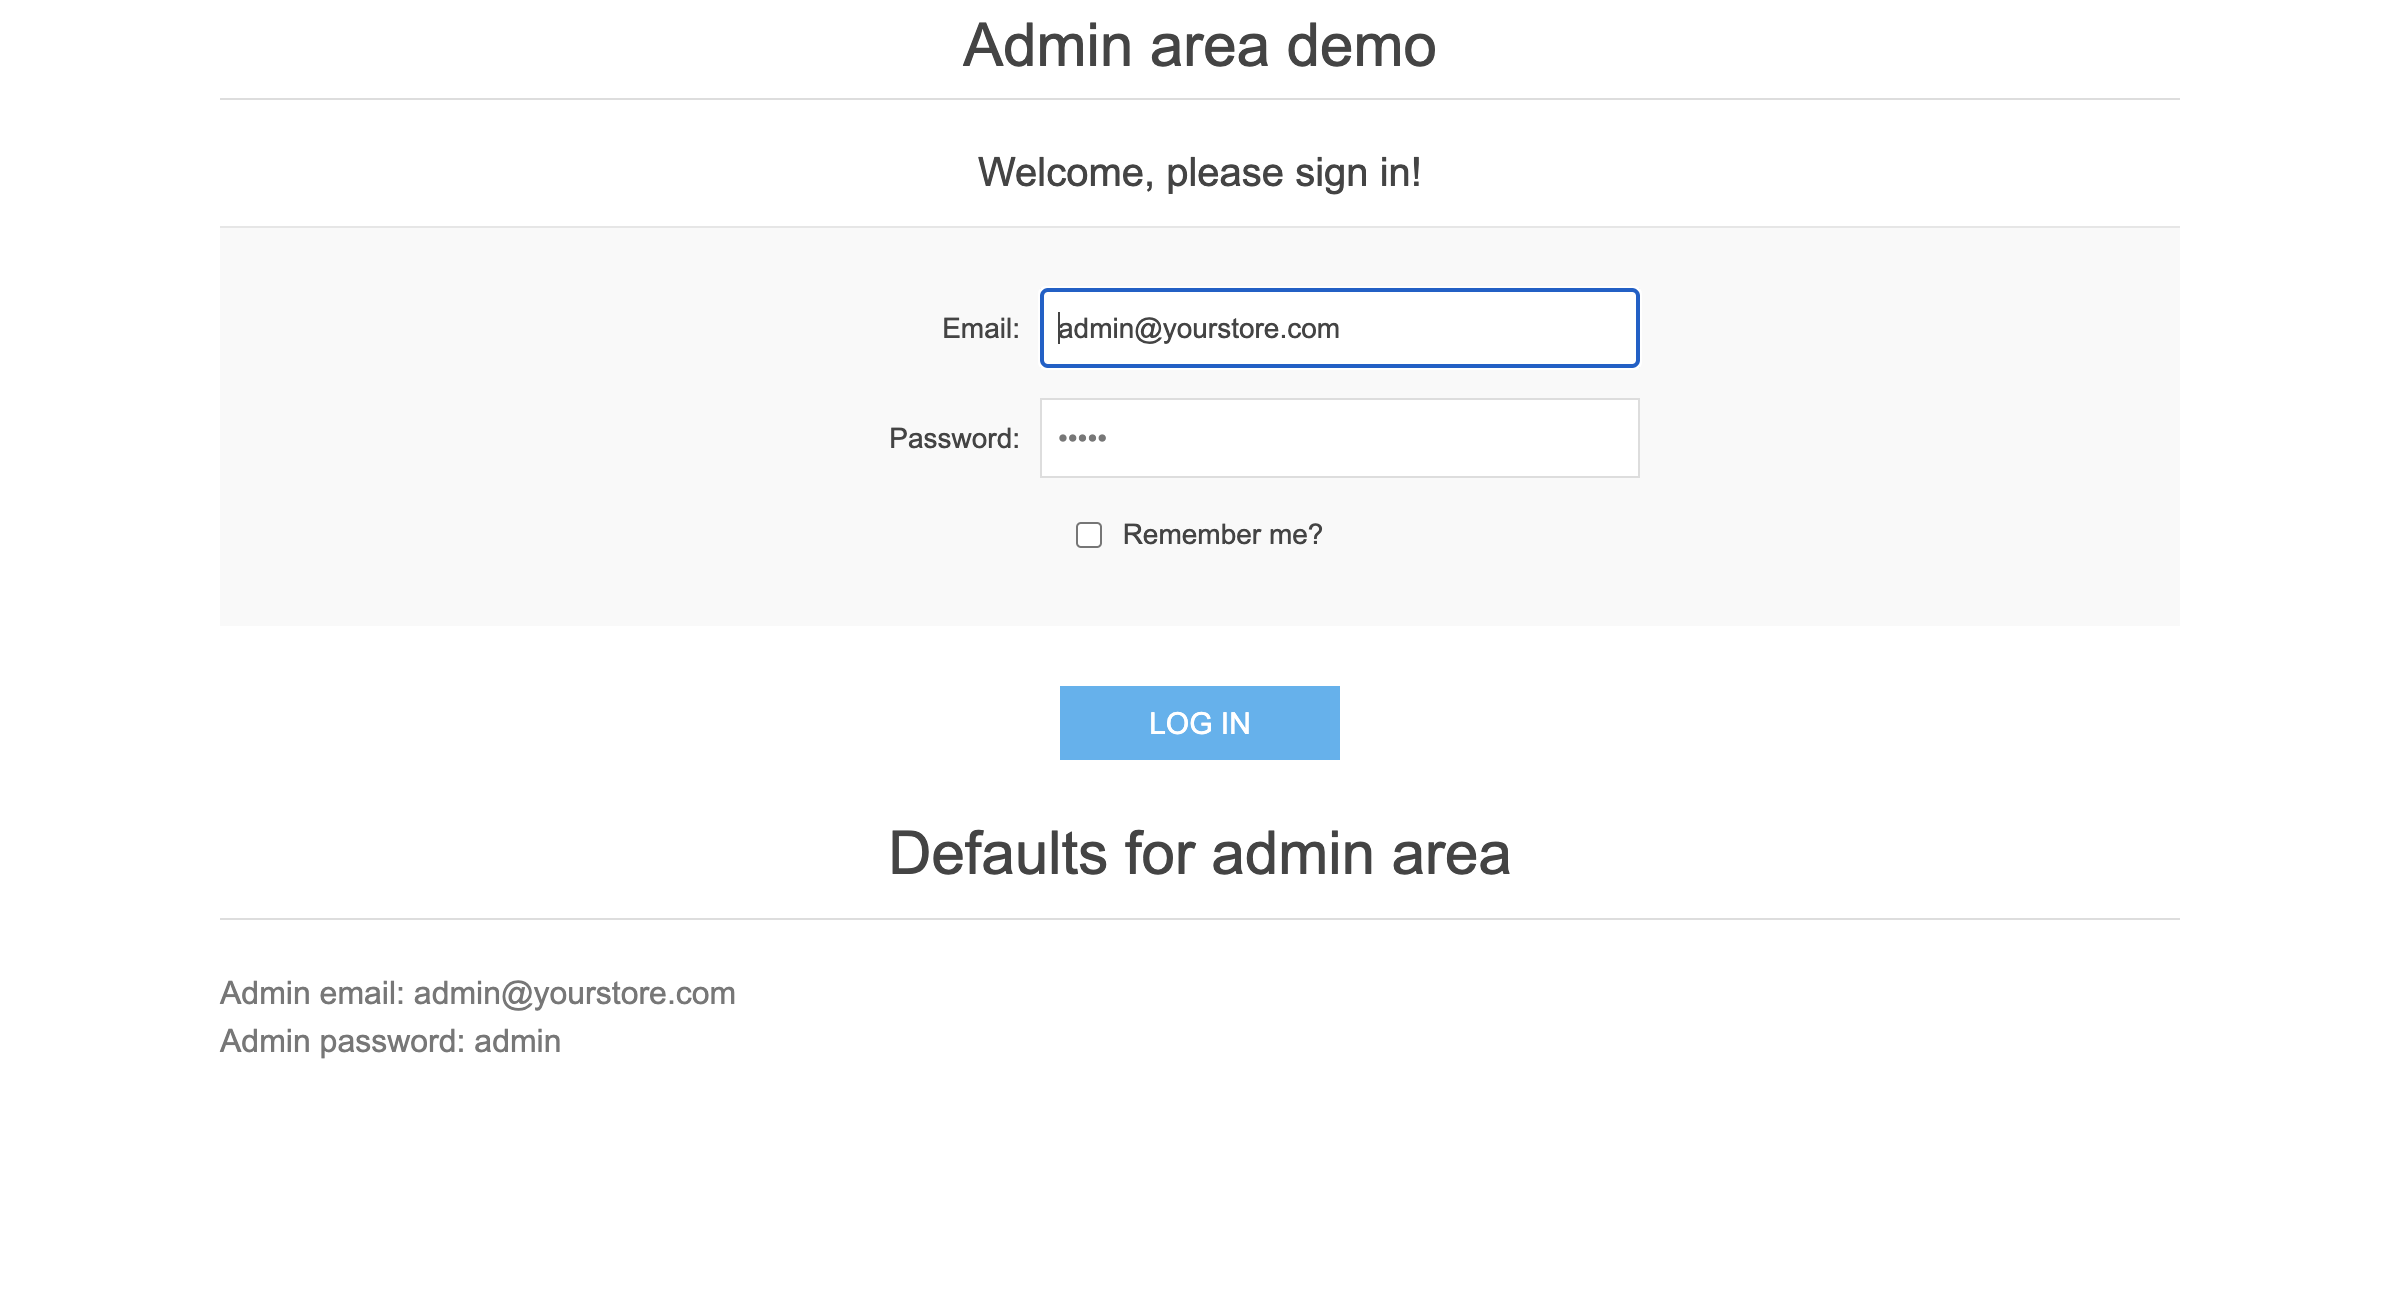 Admin area demo
Welcome, please sign in!
Email: admin@yourstore.com
Password: •••••
Remember me?
LOG IN
Defaults for admin area
Admin email: admin@yourstore.com
Admin password: admin